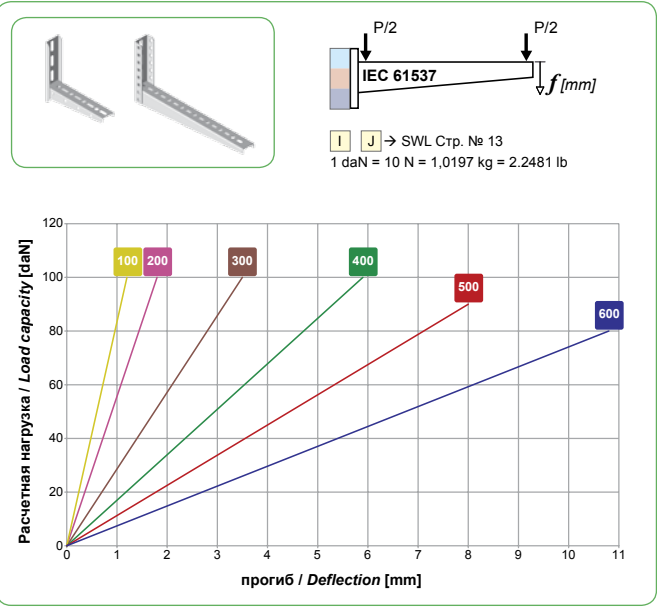 P/2 P/2
IEC 61537
f [mm]
I J → SWL Стр. № 13
1 daN = 10 N = 1,0197 kg = 2.2481 lb
Расчетная нагрузка / Load capacity [daN]
120
100
80
60
40
20
0
100 200 300 400 500 600
0 1 2 3 4 5 6 7 8 9 10 11
прогиб / Deflection [mm]